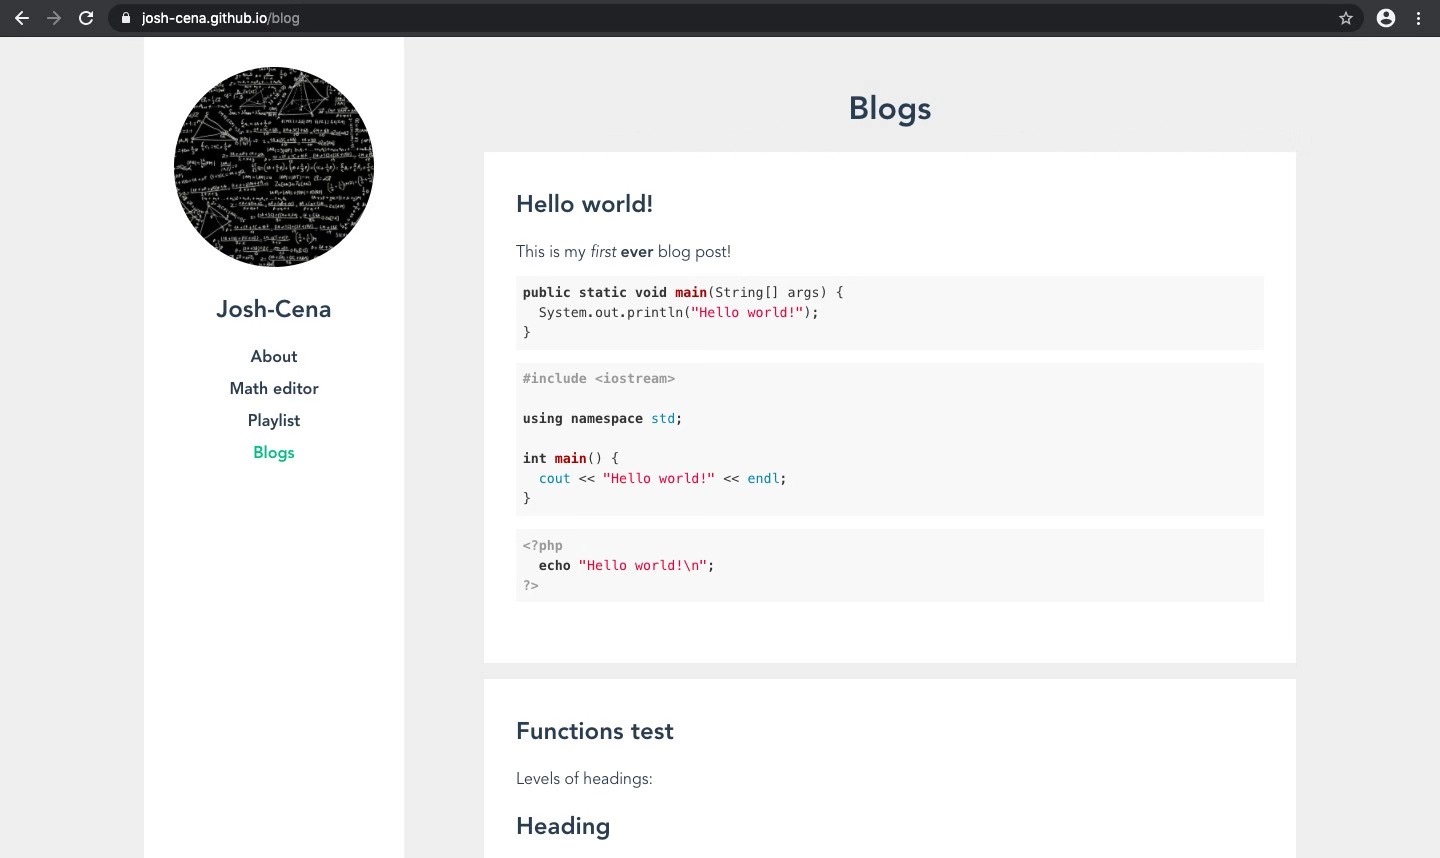 josh-cena.github.io/blog
Josh-Cena
About
Math editor
Playlist
Blogs
Blogs
Hello world!
This is my first ever blog post!
public static void main(String[] args) {
  System.out.println("Hello world!");
}
#include <iostream>
using namespace std;
int main() {
  cout << "Hello world!" << endl;
}
<?php
  echo "Hello world!\n";
?>
Functions test
Levels of headings:
Heading